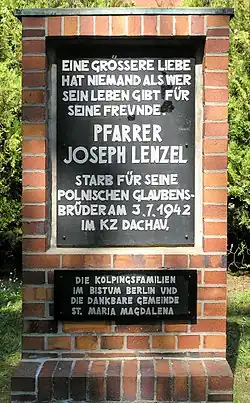 EINE GRÖSSERE LIEBE
HAT NIEMAND ALS WER
SEIN LEBEN GIBT FÜR
SEINE FREUNDE.
PFARRER
JOSEPH LENZEL
STARB FÜR SEINE
POLNISCHEN GLAUBENS-
BRÜDER AM 3.7.1942
IM KZ DACHAU,
DIE KOLPINGSFAMILIEN
IM BISTUM BERLIN UND
DIE DANKBARE GEMEINDE
ST. MARIA MAGDALENA